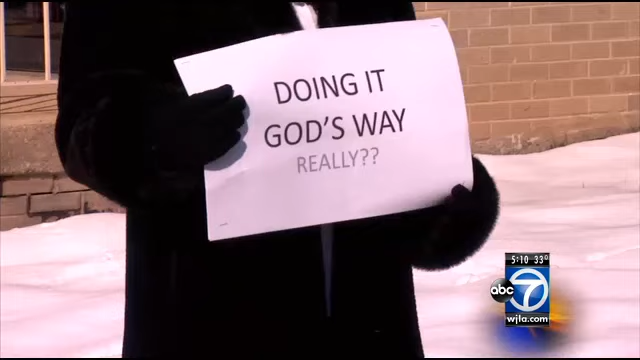 DOING IT
GOD'S WAY
REALLY??
5:10 33°
abc 7
wjla.com